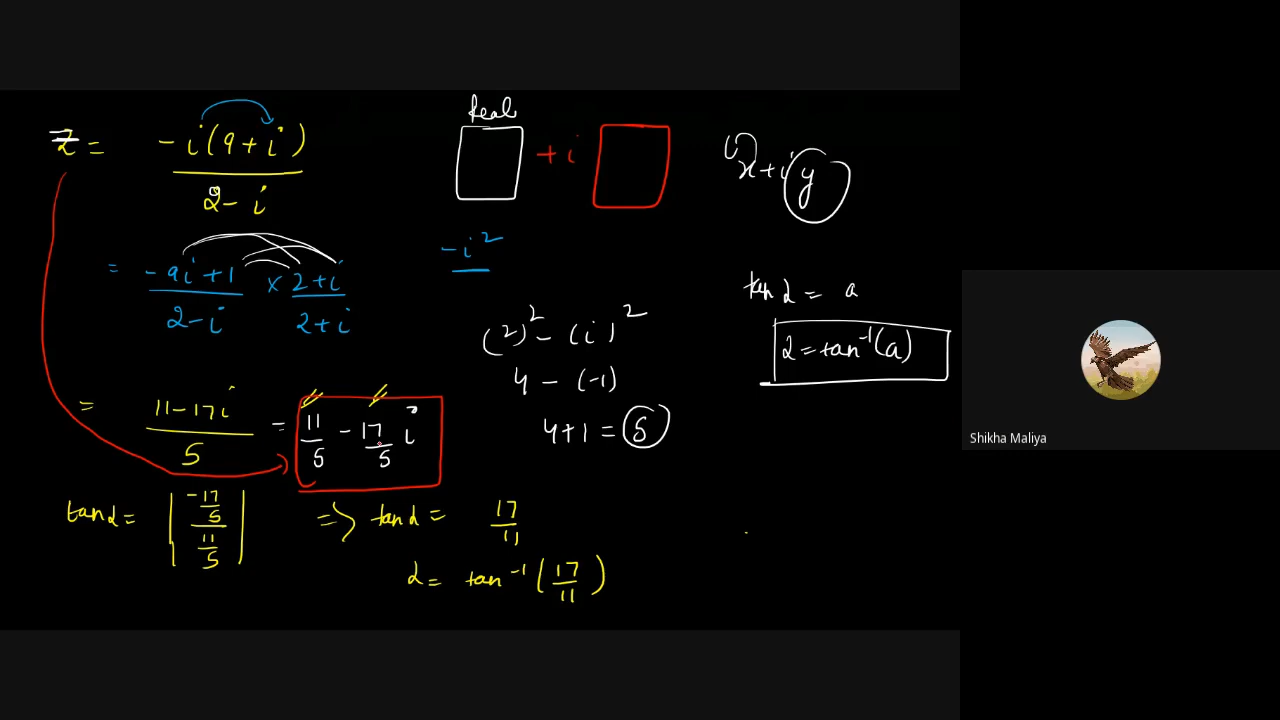 Real
z = -i(9+i) / 2-i
□ + i □
x+iy
= -9i+1 / 2-i × 2+i / 2+i
-i²
tan α = a
α = tan⁻¹(a)
(2)² - (i)²
4 - (-1)
4+1 = 5
= 11-17i / 5 = 11/5 - 17/5 i
tan α = | -17/5 / 11/5 | => tan α = 17/11
α = tan⁻¹(17/11)
Shikha Maliya